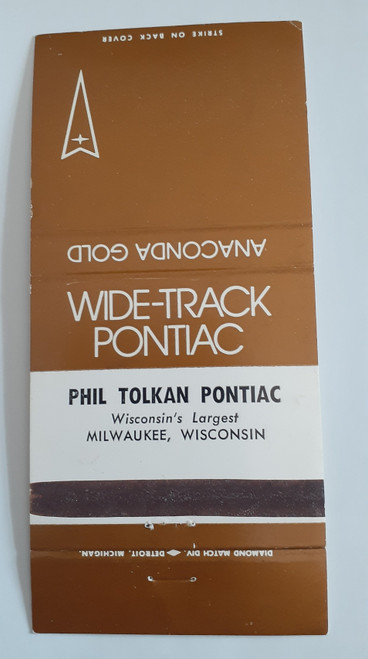 STRIKE ON BACK COVER
ANACONDA GOLD
WIDE-TRACK
PONTIAC
PHIL TOLKAN PONTIAC
Wisconsin's Largest
MILWAUKEE, WISCONSIN
DIAMOND MATCH DIV. DETROIT, MICHIGAN.